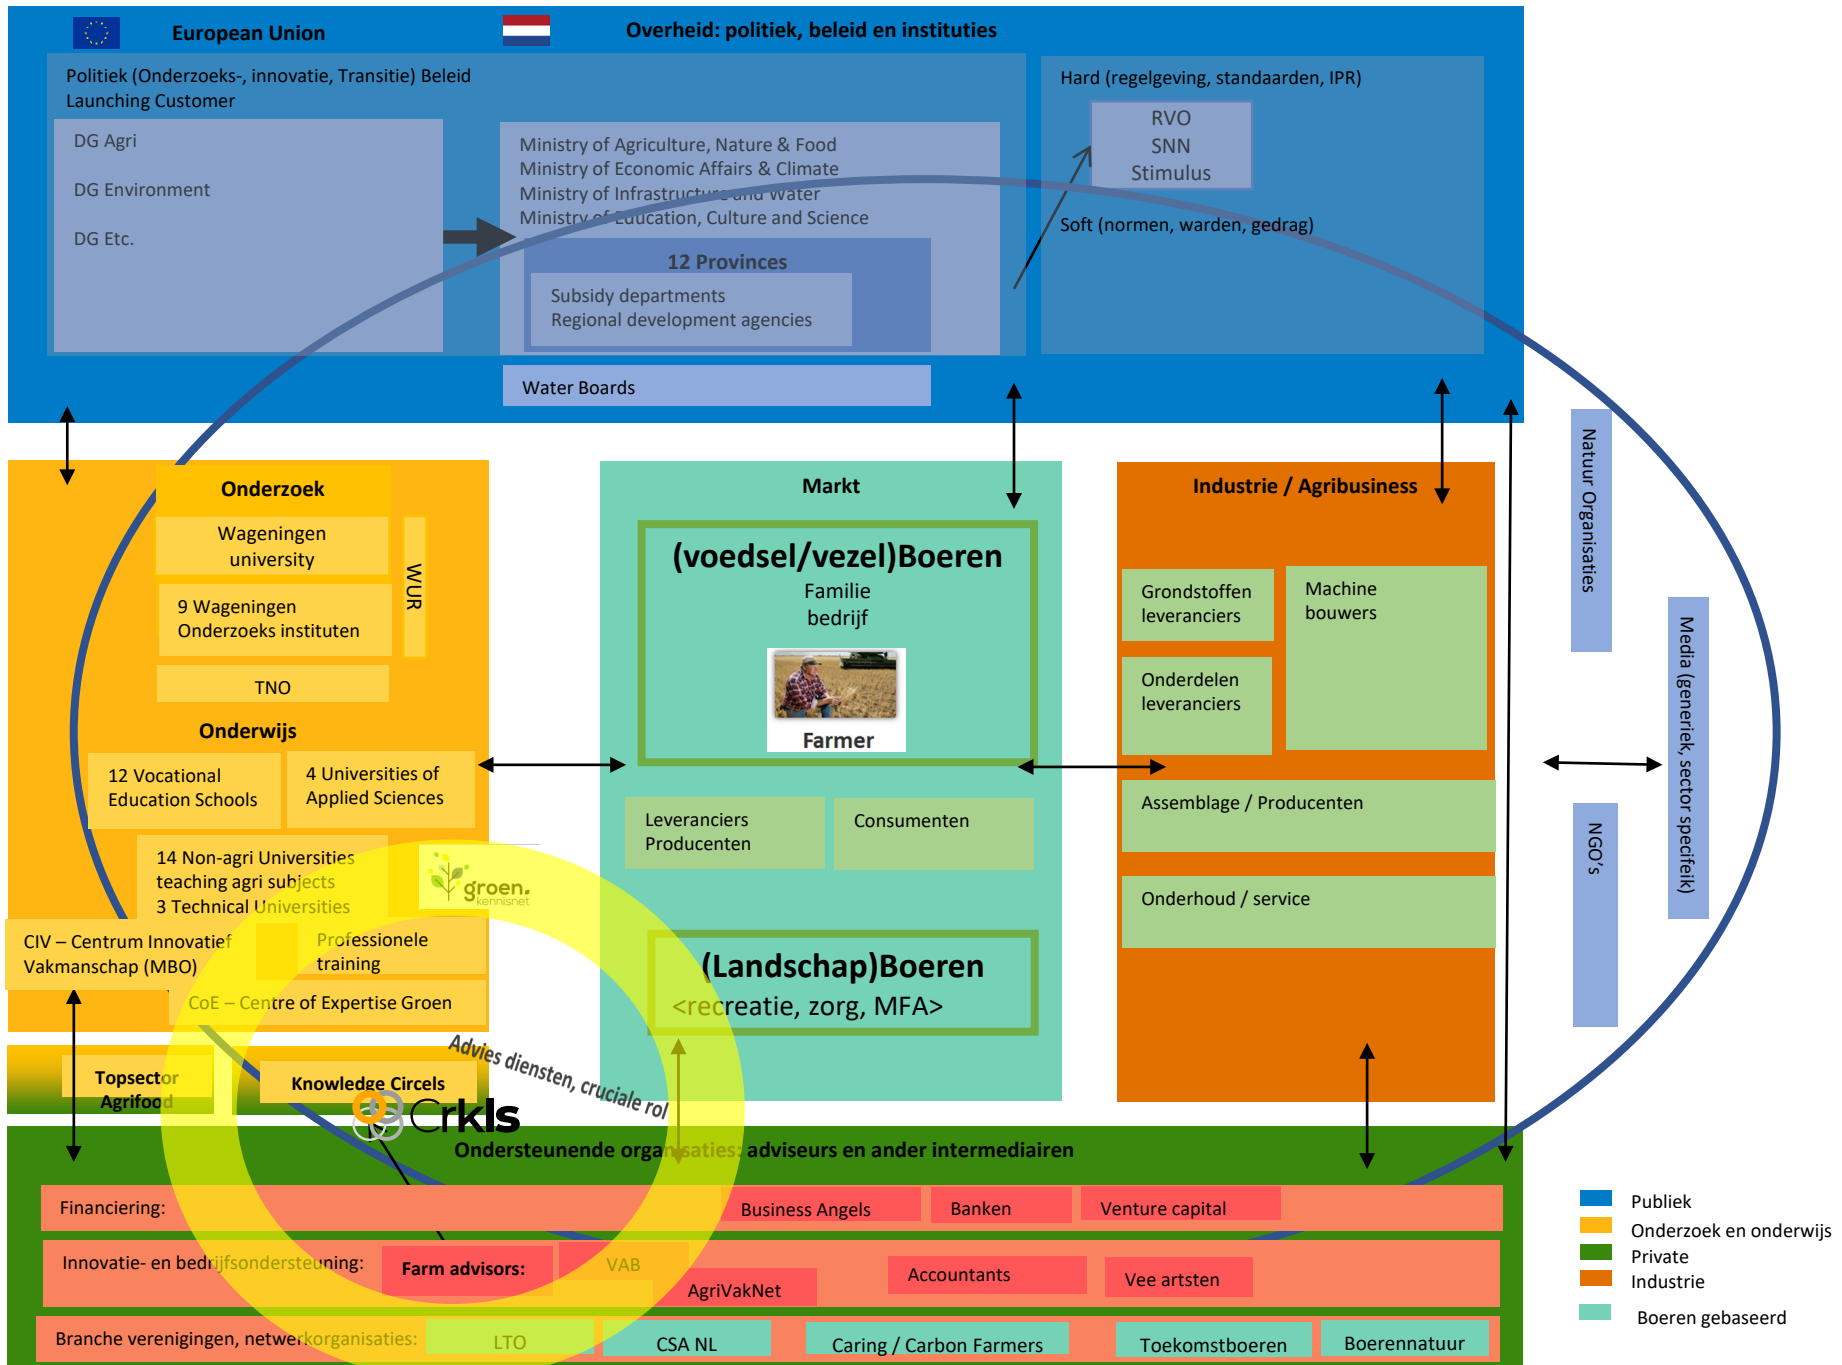 European Union
Overheid: politiek, beleid en instituties
Politiek (Onderzoeks-, innovatie, Transitie) Beleid
Launching Customer
DG Agri
DG Environment
DG Etc.
Ministry of Agriculture, Nature & Food
Ministry of Economic Affairs & Climate
Ministry of Infrastructure and Water
Ministry of Education, Culture and Science
12 Provinces
Subsidy departments
Regional development agencies
Water Boards
Hard (regelgeving, standaarden, IPR)
RVO
SNN
Stimulus
Soft (normen, warden, gedrag)
Onderzoek
Wageningen
university
9 Wageningen
Onderzoeks instituten
WUR
TNO
Onderwijs
12 Vocational
Education Schools
4 Universities of
Applied Sciences
14 Non-agri Universities
teaching agri subjects
3 Technical Universities
groen.
kennisnet
CIV – Centrum Innovatief
Vakmanschap (MBO)
Professionele
training
CoE – Centre of Expertise Groen
Topsector
Agrifood
Knowledge Circels
Crkls
Advies diensten, cruciale rol
Markt
(voedsel/vezel)Boeren
Familie
bedrijf
Farmer
Leveranciers
Producenten
Consumenten
(Landschap)Boeren
<recreatie, zorg, MFA>
Industrie / Agribusiness
Grondstoffen
leveranciers
Machine
bouwers
Onderdelen
leveranciers
Assemblage / Producenten
Onderhoud / service
Natuur Organisaties
Media (generiek, sector specifeik)
NGO's
Ondersteunende organisaties: adviseurs en ander intermediairen
Financiering:
Business Angels
Banken
Venture capital
Innovatie- en bedrijfsondersteuning:
Farm advisors:
VAB
AgriVakNet
Accountants
Vee artsten
Branche verenigingen, netwerkorganisaties:
LTO
CSA NL
Caring / Carbon Farmers
Toekomstboeren
Boerennatuur
Publiek
Onderzoek en onderwijs
Private
Industrie
Boeren gebaseerd